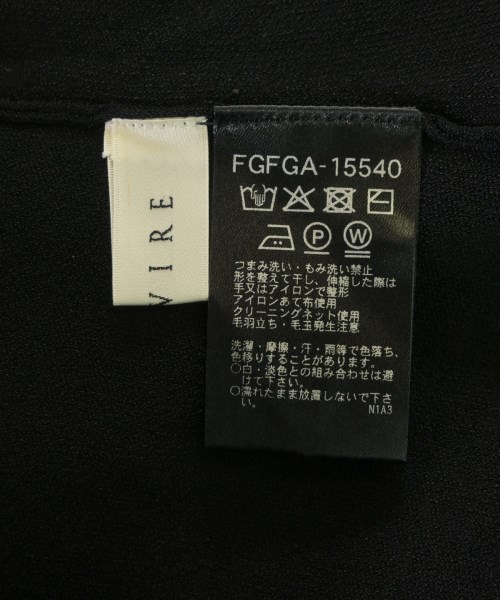 VIRE
FGFGA-15540
P
W
つまみ洗い・もみ洗い禁止
形を整えて干し、伸縮した際は
手又はアイロンで整形
アイロンあて布使用
クリーニングネット使用
毛羽立ち・毛玉発生注意
洗濯・摩擦・汗・雨等で色落ち、
色移りすることがあります。
○白・淡色との組み合わせは避
けて下さい。
○濡れたまま放置しないで下さ
い。
N1A3